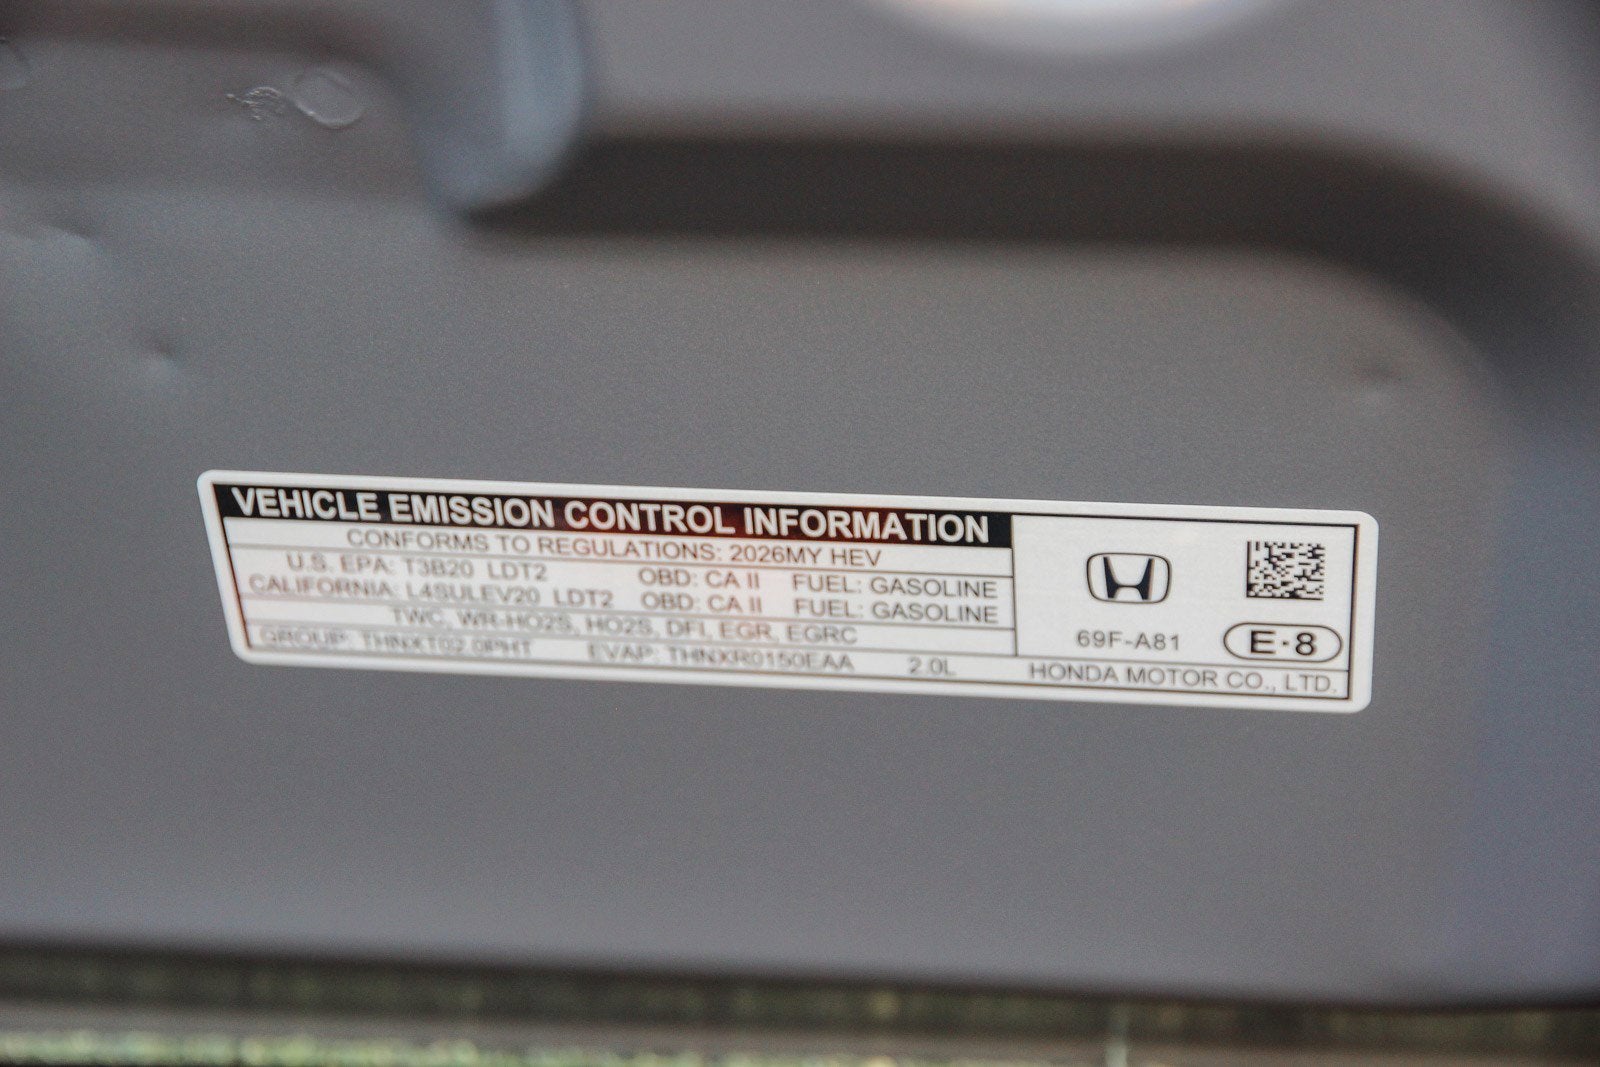 VEHICLE EMISSION CONTROL INFORMATION
CONFORMS TO REGULATIONS: 2026MY HEV
U.S. EPA: T3B20 LDT2 OBD: CA II FUEL: GASOLINE
CALIFORNIA: L4SULEV20 LDT2 OBD: CA II FUEL: GASOLINE
TWC, WR-HO2S, HO2S, DFI, EGR, EGRC
GROUP: THNXT02.0PHT EVAP: THNXR0150EAA 2.0L
69F-A81
E·8
HONDA MOTOR CO., LTD.